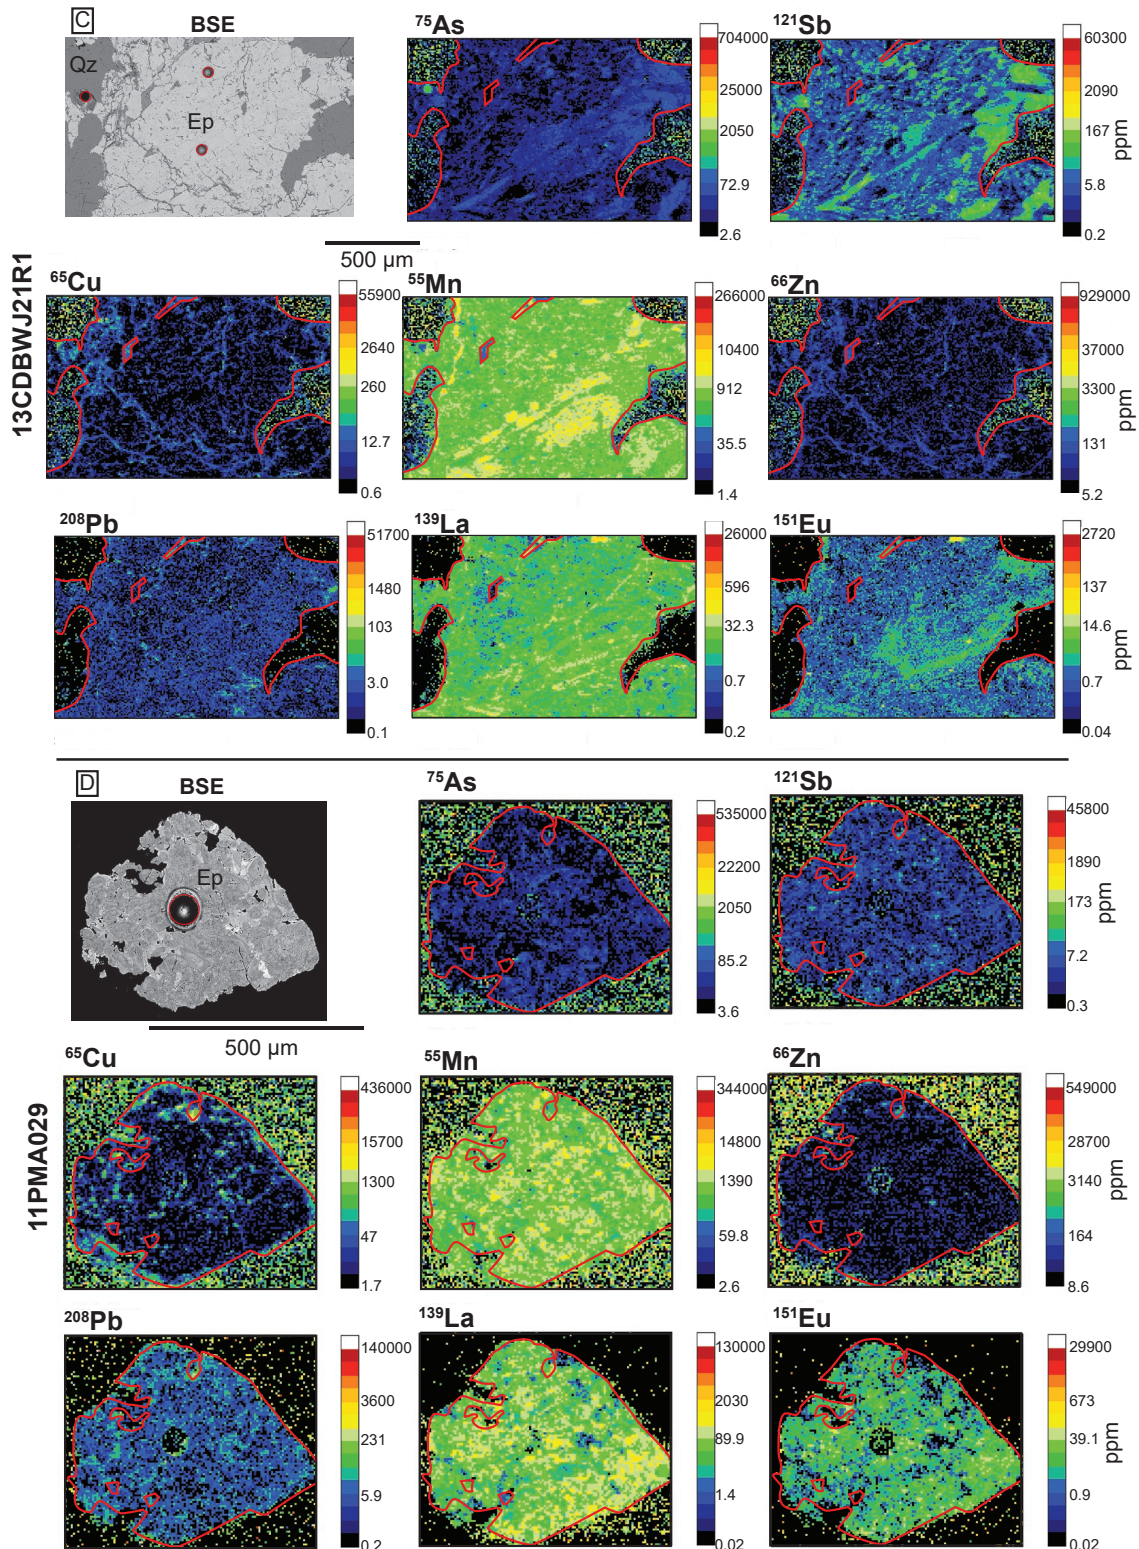 C
BSE
Qz
Ep
75As
704000
25000
2050
72.9
2.6
121Sb
60300
2090
167
5.8
0.2
ppm
500 µm
13CDBWJ21R1
65Cu
55900
2640
260
12.7
0.6
55Mn
266000
10400
912
35.5
1.4
66Zn
929000
37000
3300
131
5.2
ppm
208Pb
51700
1480
103
3.0
0.1
139La
26000
596
32.3
0.7
0.2
151Eu
2720
137
14.6
0.7
0.04
ppm
D
BSE
Ep
75As
535000
22200
2050
85.2
3.6
121Sb
45800
1890
173
7.2
0.3
ppm
500 µm
11PMA029
65Cu
436000
15700
1300
47
1.7
55Mn
344000
14800
1390
59.8
2.6
66Zn
549000
28700
3140
164
8.6
ppm
208Pb
140000
3600
231
5.9
0.2
139La
130000
2030
89.9
1.4
0.02
151Eu
29900
673
39.1
0.9
0.02
ppm